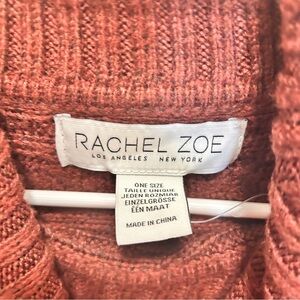 RACHEL ZOE
LOS ANGELES NEW YORK
ONE SIZE
TAILLE UNIQUE
JEDEN ROZMIAR
EINZELGRÖSSE
ÉÉN MAAT
MADE IN CHINA